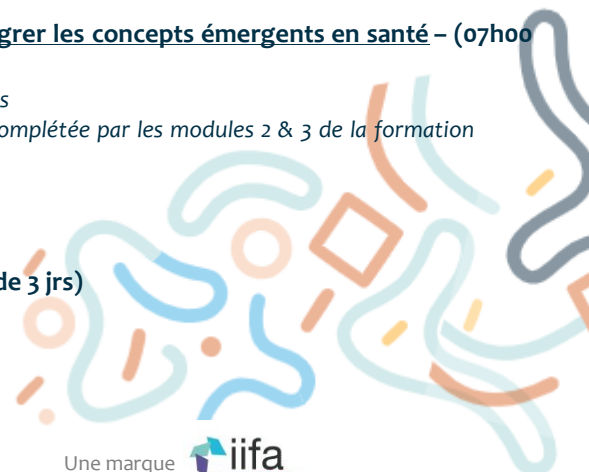 grer les concepts émergents en santé – (07h00
s
omplétée par les modules 2 & 3 de la formation
de 3 jrs)
Une marque iifa